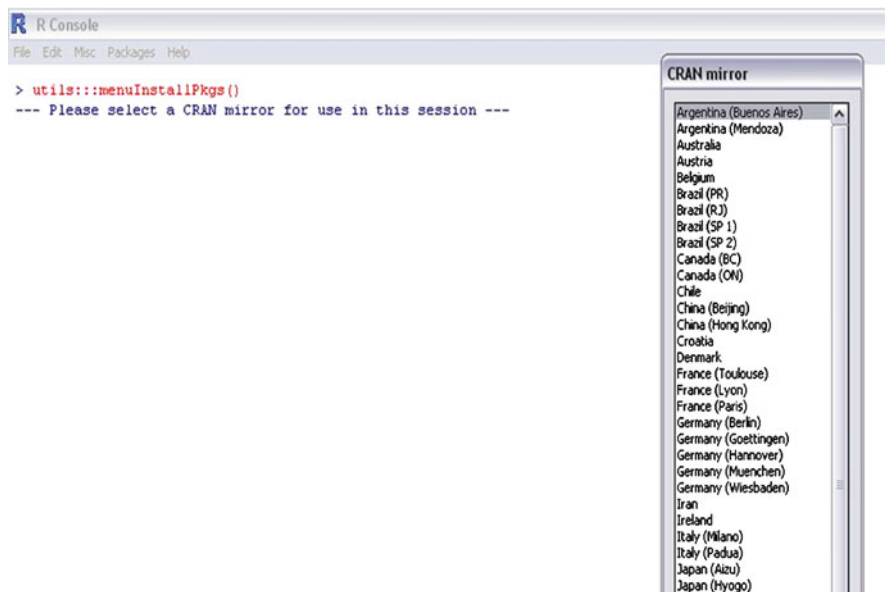 R R Console
File Edit Misc Packages Help
> utils:::menuInstallPkgs()
--- Please select a CRAN mirror for use in this session ---
CRAN mirror
Argentina (Buenos Aires)
Argentina (Mendoza)
Australia
Austria
Belgium
Brazil (PR)
Brazil (RJ)
Brazil (SP 1)
Brazil (SP 2)
Canada (BC)
Canada (ON)
Chile
China (Beijing)
China (Hong Kong)
Croatia
Denmark
France (Toulouse)
France (Lyon)
France (Paris)
Germany (Berlin)
Germany (Goettingen)
Germany (Hannover)
Germany (Muenchen)
Germany (Wiesbaden)
Iran
Ireland
Italy (Milano)
Italy (Padua)
Japan (Aizu)
Japan (Hyogo)